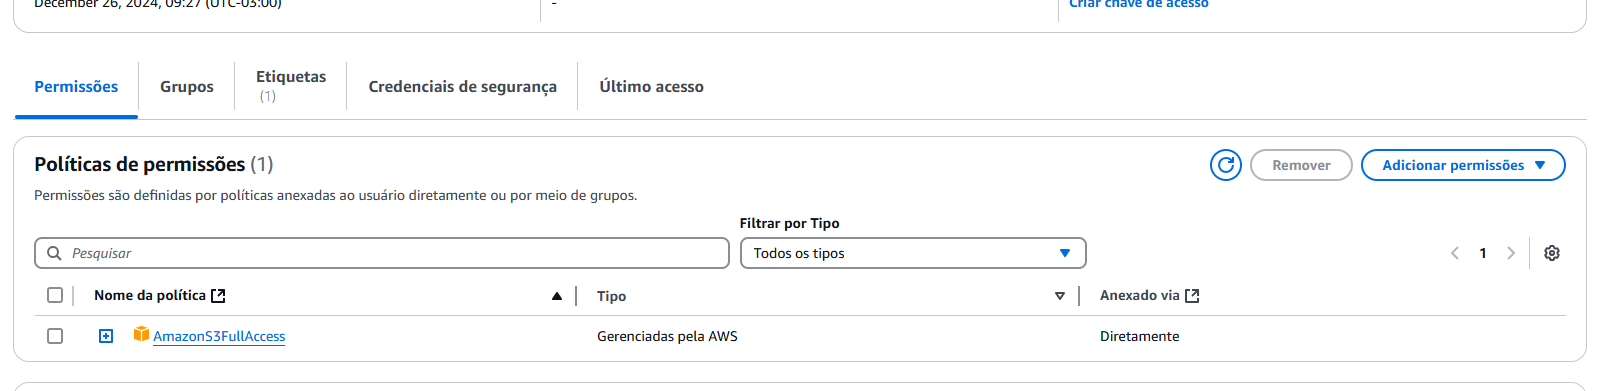 December 26, 2024, 09:27 (UTC-03:00)
-
Criar chave de acesso
Permissões
Grupos
Etiquetas
(1)
Credenciais de segurança
Último acesso
Políticas de permissões (1)
Remover
Adicionar permissões
Permissões são definidas por políticas anexadas ao usuário diretamente ou por meio de grupos.
Filtrar por Tipo
Pesquisar
Todos os tipos
1
Nome da política
Tipo
Anexado via
AmazonS3FullAccess
Gerenciadas pela AWS
Diretamente